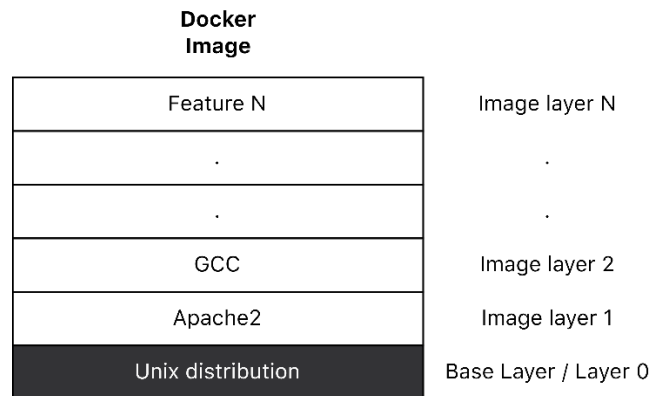 Docker
Image
Feature N Image layer N
. .
. .
GCC Image layer 2
Apache2 Image layer 1
Unix distribution Base Layer / Layer 0